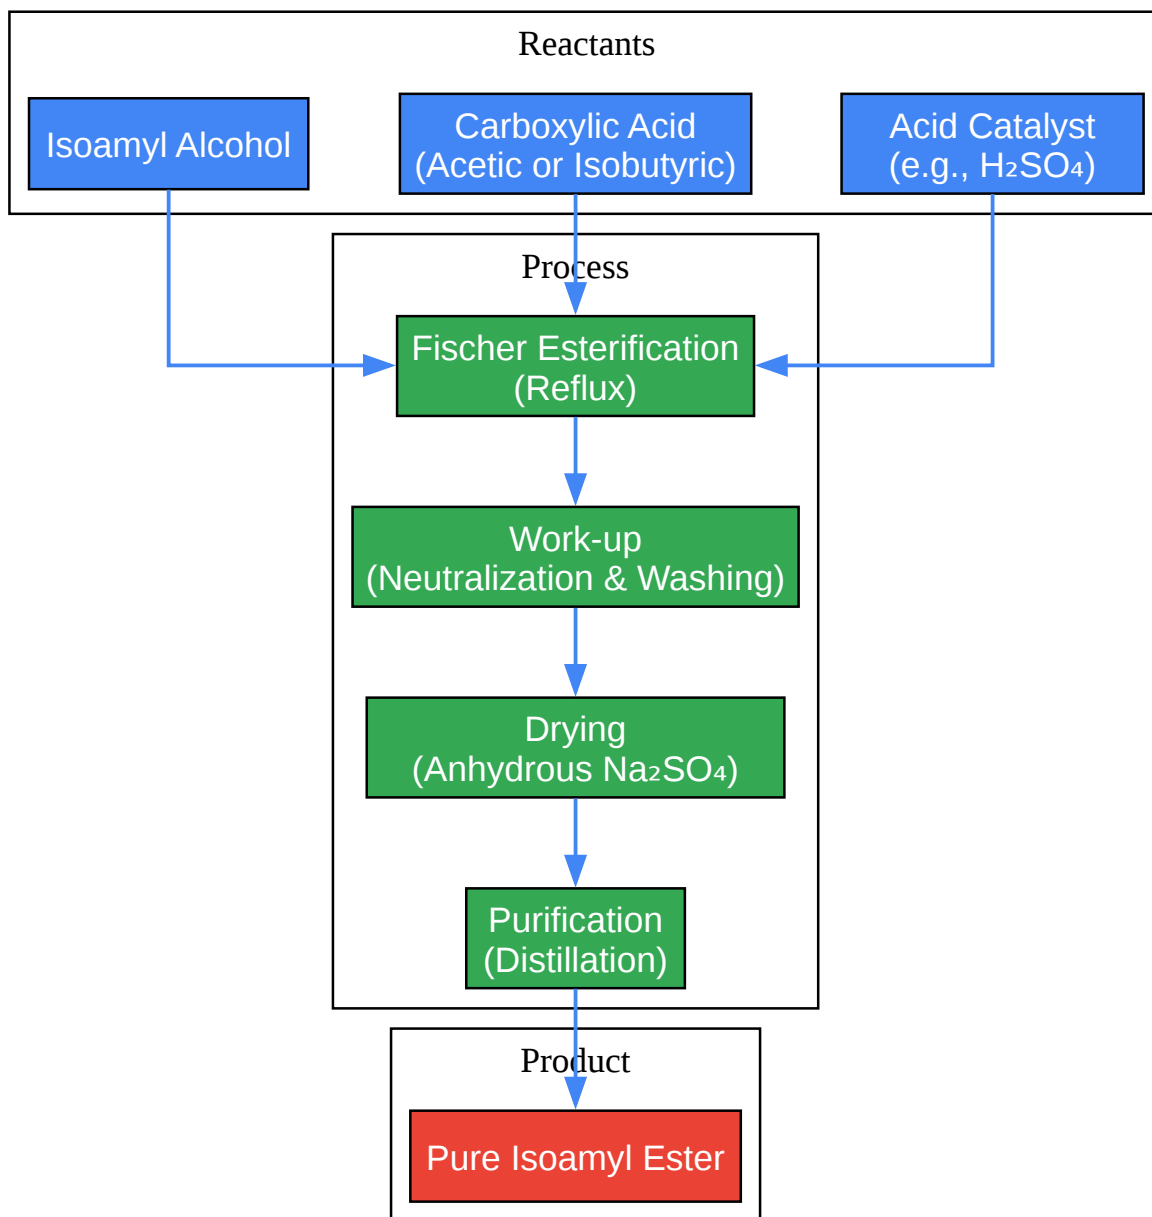 Reactants
Isoamyl Alcohol
Carboxylic Acid
(Acetic or Isobutyric)
Acid Catalyst
(e.g., H₂SO₄)
Process
Fischer Esterification
(Reflux)
Work-up
(Neutralization & Washing)
Drying
(Anhydrous Na₂SO₄)
Purification
(Distillation)
Product
Pure Isoamyl Ester